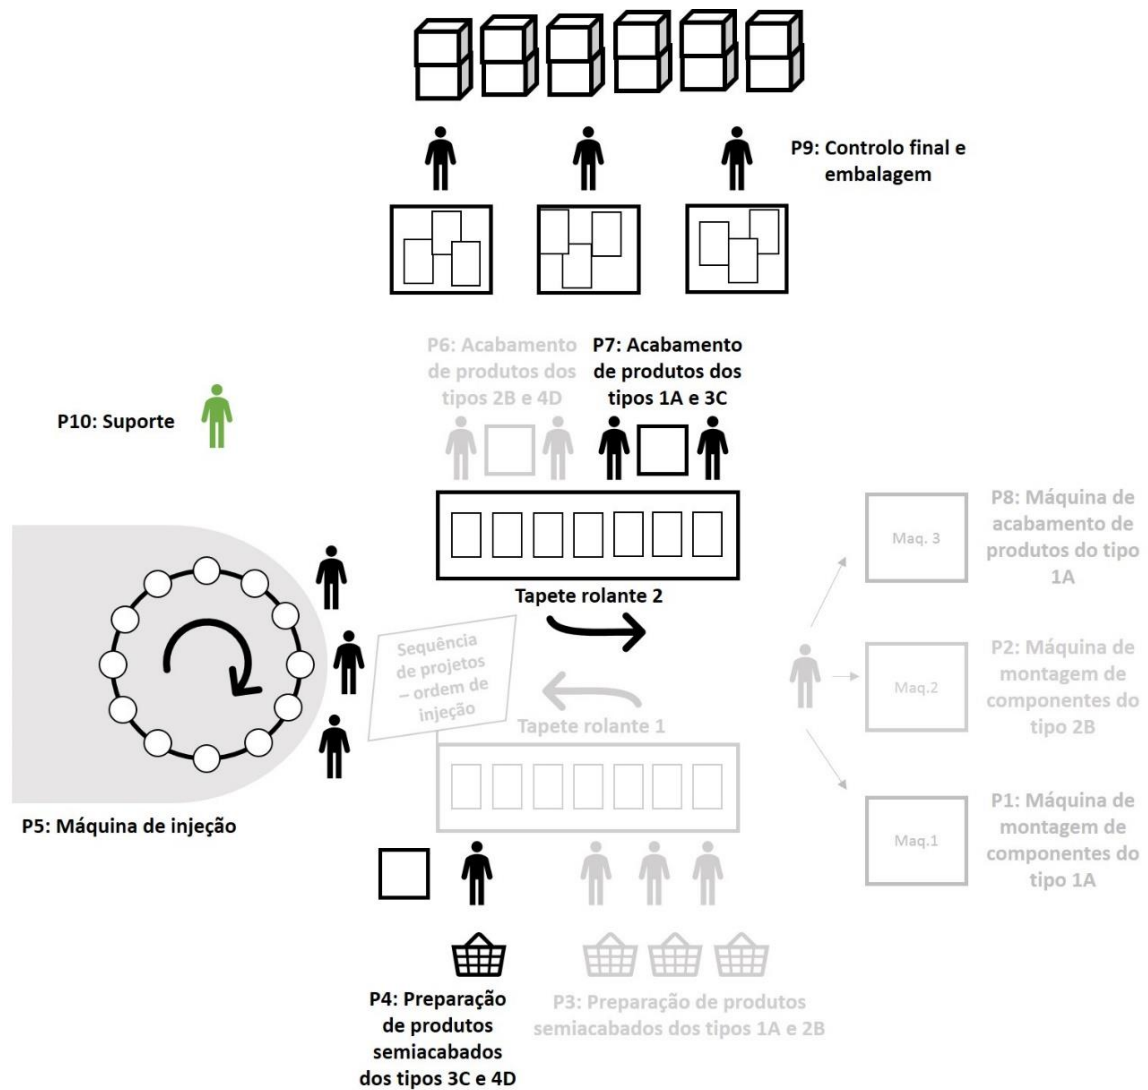 P9: Controlo final e
embalagem
P6: Acabamento
de produtos dos
tipos 2B e 4D
P7: Acabamento
de produtos dos
tipos 1A e 3C
P10: Suporte
Tapete rolante 2
Sequência
de projetos
– ordem de
injeção
Tapete rolante 1
P5: Máquina de injeção
Maq. 3
P8: Máquina de
acabamento de
produtos do tipo
1A
Maq.2
P2: Máquina de
montagem de
componentes do
tipo 2B
Maq.1
P1: Máquina de
montagem de
componentes do
tipo 1A
P4: Preparação
de produtos
semiacabados
dos tipos 3C e 4D
P3: Preparação de produtos
semiacabados dos tipos 1A e 2B